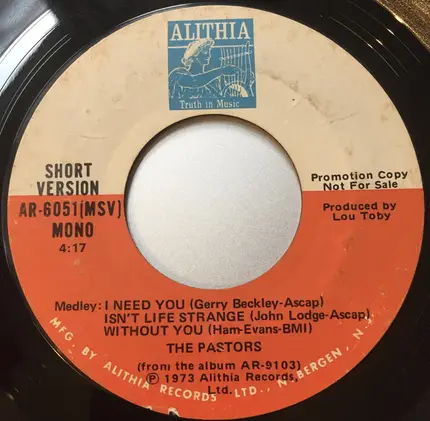 ALITHIA
Truth in Music
SHORT
VERSION
AR-6051(MSV)
MONO
4:17
Promotion Copy
Not For Sale
Produced by
Lou Toby
Medley: I NEED YOU (Gerry Beckley-Ascap)
ISN'T LIFE STRANGE (John Lodge-Ascap)
WITHOUT YOU (Ham-Evans-BMI)
THE PASTORS
(from the album AR-9103)
Ⓟ 1973 Alithia Records,
Ltd.
MFG. BY ALITHIA RECORDS LTD., N. BERGEN, N.